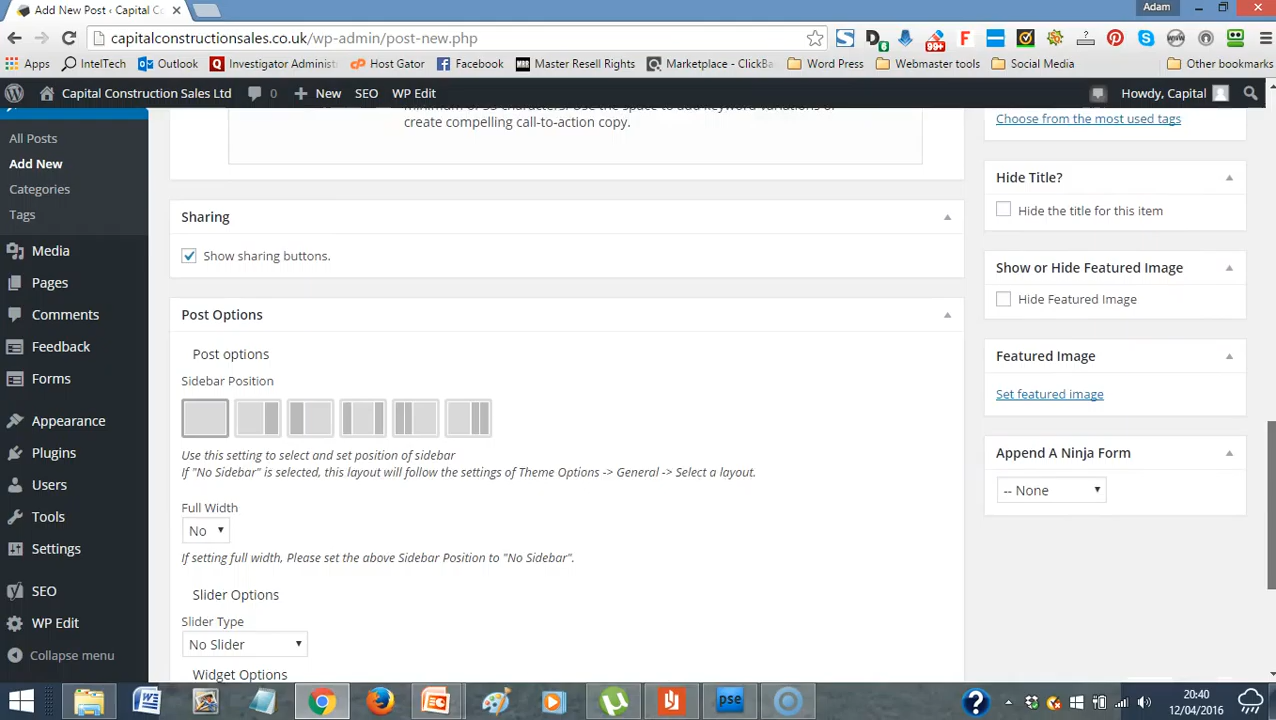 Add New Post ‹ Capital C
Adam
capitalconstructionsales.co.uk/wp-admin/post-new.php
99+
6
Apps
IntelTech
Outlook
Investigator Administ
Host Gator
Facebook
Master Resell Rights
Marketplace - ClickBa
Word Press
Webmaster tools
Social Media
Other bookmarks
Capital Construction Sales Ltd
0
New
SEO
WP Edit
Howdy, Capital
All Posts
Add New
Categories
Tags
Media
Pages
Comments
Feedback
Forms
Appearance
Plugins
Users
Tools
Settings
SEO
WP Edit
Collapse menu
create compelling call-to-action copy.
Sharing
Show sharing buttons.
Post Options
Post options
Sidebar Position
Use this setting to select and set position of sidebar
If "No Sidebar" is selected, this layout will follow the settings of Theme Options -> General -> Select a layout.
Full Width
No
If setting full width, Please set the above Sidebar Position to "No Sidebar".
Slider Options
Slider Type
No Slider
Widget Options
Choose from the most used tags
Hide Title?
Hide the title for this item
Show or Hide Featured Image
Hide Featured Image
Featured Image
Set featured image
Append A Ninja Form
-- None
pse
20:40
12/04/2016